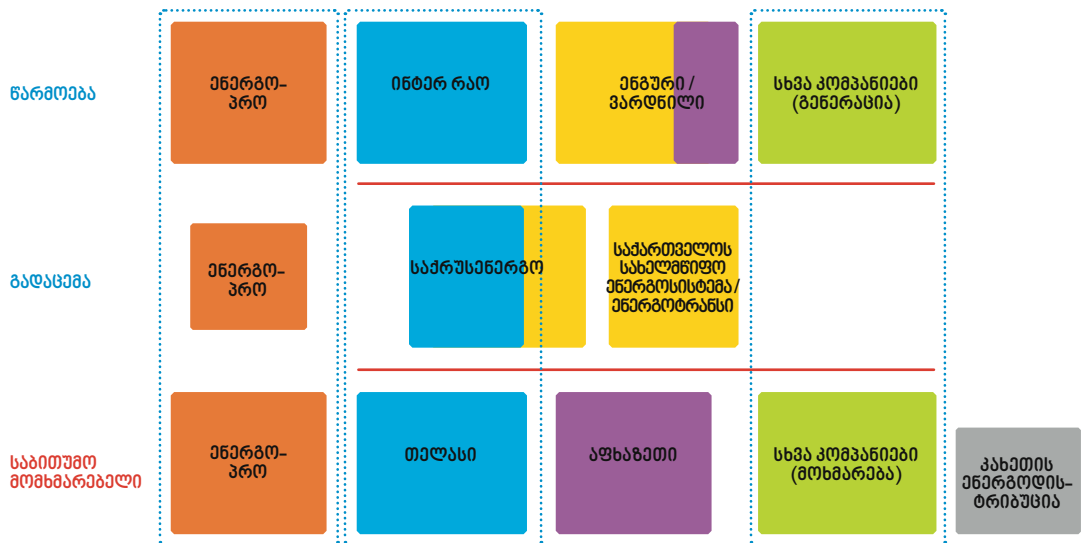 წარმოება
ენერგო-
პრო
ინტერ რაო
ენგური /
ვარდნილი
სხვა კომპანიები
(გენერაცია)
გადაცემა
ენერგო-
პრო
საქრუსენერგო
საქართველოს
სახელმწიფო
ენერგოსისტემა/
ენერგოტრანსი
საბითუმო
მომხმარებელი
ენერგო-
პრო
თელასი
აფხაზეთი
სხვა კომპანიები
(მოხმარება)
კახეთის
ენერგოდის-
ტრიბუცია